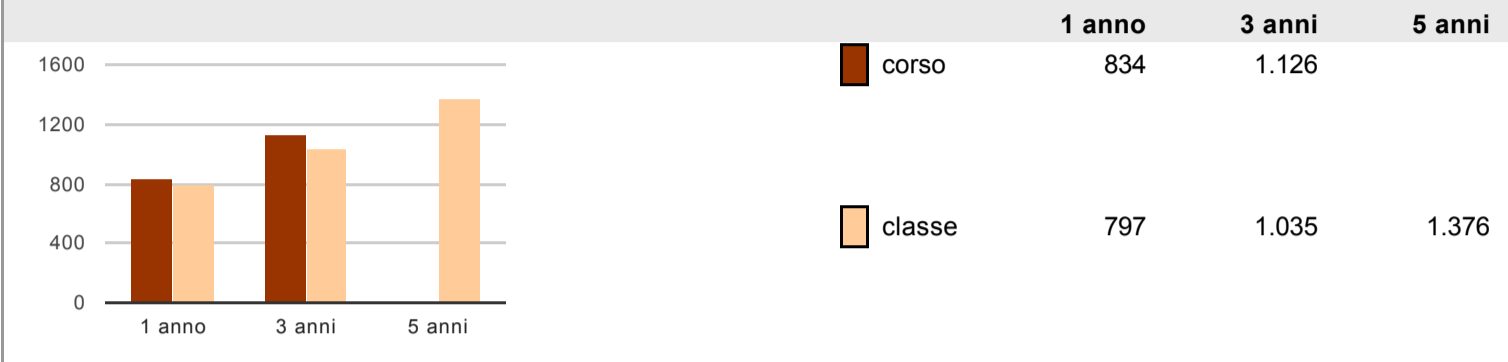 1 anno 3 anni 5 anni
1600
1200
800
400
0
1 anno 3 anni 5 anni
corso 834 1.126
classe 797 1.035 1.376